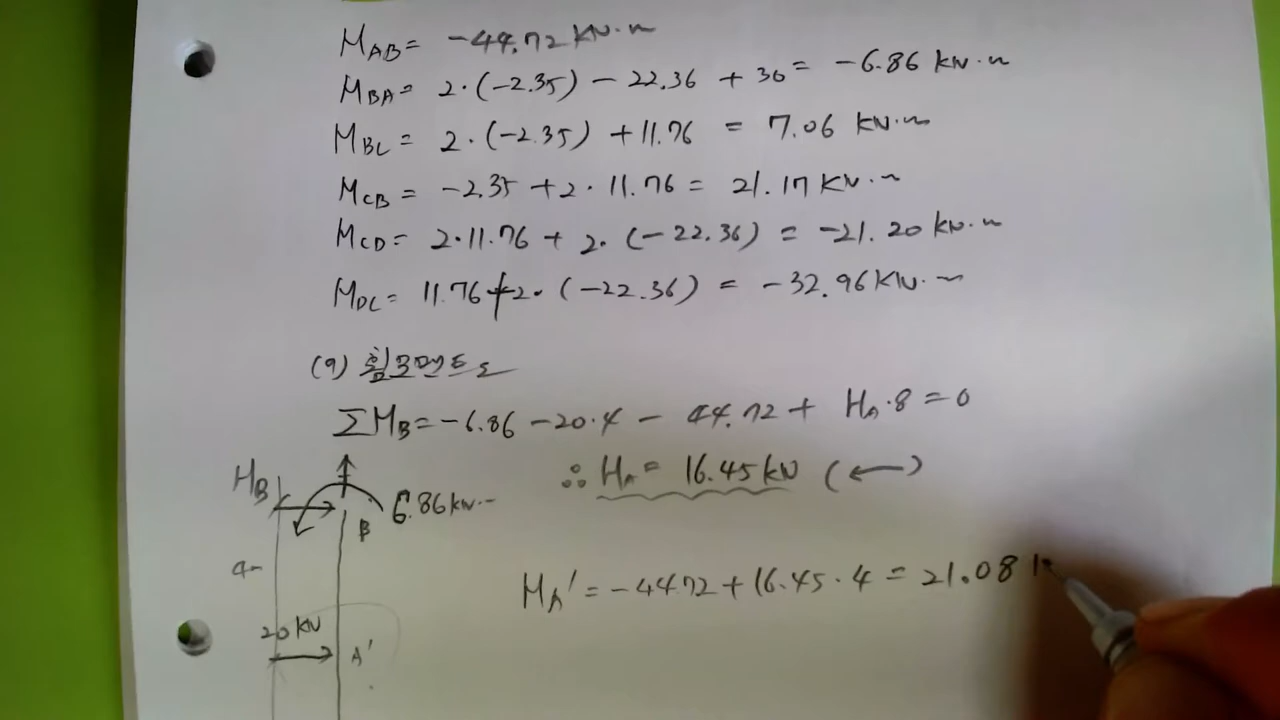 M_AB = -44.72 KN·m
M_BA = 2·(-2.35) - 22.36 + 30 = -6.86 KN·m
M_BC = 2·(-2.35) + 11.76 = 7.06 KN·m
M_CB = -2.35 + 2·11.76 = 21.17 KN·m
M_CD = 2·11.76 + 2·(-22.36) = -21.20 KN·m
M_DC = 11.76 + 2·(-22.36) = -32.96 KN·m
(9) 휨모멘트도
ΣM_B = -6.86 - 20·4 - 44.72 + H_A·8 = 0
∴ H_A = 16.45 kN (←)
H_B
6.86 kN·m
B
4m
M_A' = -44.72 + 16.45·4 = 21.08 k
20 kN
A'